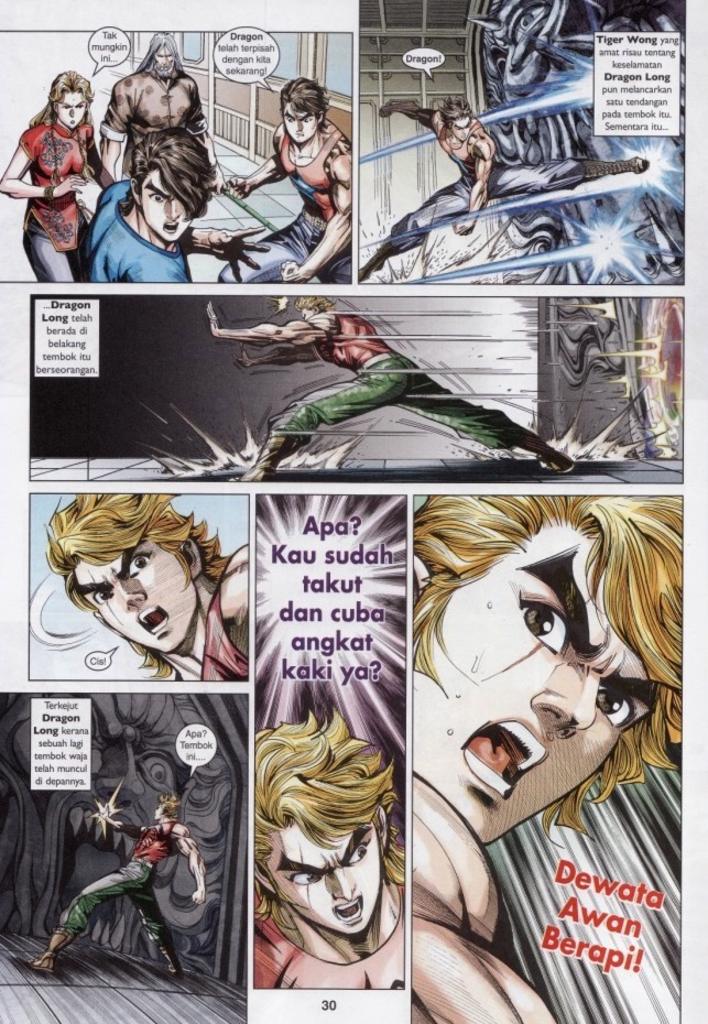 Tak
mungkin
ini...
Dragon
telah terpisah
dengan kita
sekarang!
Dragon!
Tiger Wong yang
amat risau tentang
keselamatan
Dragon Long
pun melancarkan
satu tendangan
pada tembok itu.
Sementara itu...
...Dragon
Long telah
berada di
belakang
tembok itu
berseorangan.
Cis!
Apa?
Kau sudah
takut
dan cuba
angkat
kaki ya?
Terkejut
Dragon
Long kerana
sebuah lagi
tembok waja
telah muncul
di depannya.
Apa?
Tembok
ini....
Dewata
Awan
Berapi!
30